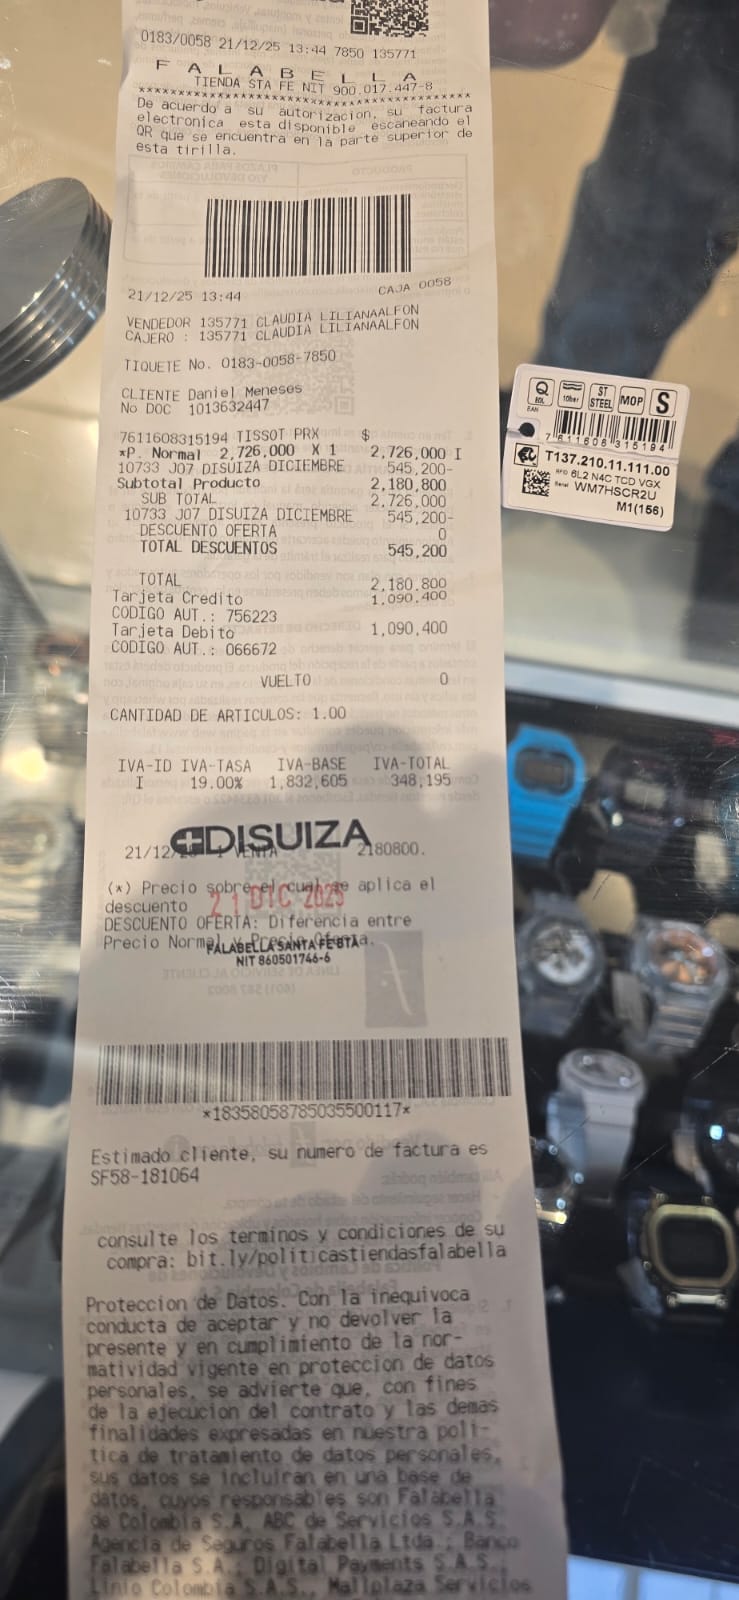 0183/0058 21/12/25 13:44 7850 135771
FALABELLA
TIENDA STA FE NIT 900.017.447-8
****************************************
De acuerdo a su autorizacion, su factura
electronica esta disponible escaneando el
QR que se encuentra en la parte superior de
esta tirilla.
21/12/25 13:44 CAJA 0058
VENDEDOR 135771 CLAUDIA LILIANAALFON
CAJERO : 135771 CLAUDIA LILIANAALFON
TIQUETE No. 0183-0058-7850
CLIENTE Daniel Meneses
No DOC 1013632447
7611608315194 TISSOT PRX $
*P. Normal 2,726,000 X 1 2,726,000 I
10733 J07 DISUIZA DICIEMBRE 545,200-
Subtotal Producto 2,180,800
SUB TOTAL 2,726,000
10733 J07 DISUIZA DICIEMBRE 545,200-
DESCUENTO OFERTA 0
TOTAL DESCUENTOS 545,200
TOTAL 2,180,800
Tarjeta Credito 1,090,400
CODIGO AUT.: 756223
Tarjeta Debito 1,090,400
CODIGO AUT.: 066672
VUELTO 0
CANTIDAD DE ARTICULOS: 1.00
IVA-ID IVA-TASA IVA-BASE IVA-TOTAL
I 19.00% 1,832,605 348,195
DISUIZA
21/12/ VENTA 2180800.
(*) Precio sobre el cual se aplica el
descuento
21 DIC 2025
DESCUENTO OFERTA: Diferencia entre
Precio Normal y Precio Oferta.
FALABELLA SANTA FE BTA
NIT 860501746-6
*18358058785035500117*
Estimado cliente, su numero de factura es
SF58-181064
consulte los terminos y condiciones de su
compra: bit.ly/politicastiendasfalabella
Proteccion de Datos. Con la inequivoca
conducta de aceptar y no devolver la
presente y en cumplimiento de la nor-
matividad vigente en proteccion de datos
personales, se advierte que, con fines
de la ejecucion del contrato y las demas
finalidades expresadas en nuestra poli-
tica de tratamiento de datos personales,
sus datos se incluiran en una base de
datos, cuyos responsables son Falabella
de Colombia S.A. ABC de Servicios S.A.S.
Agencia de Seguros Falabella Ltda.; Banco
Falabella S.A.; Digital Payments S.A.S.,
Linio Colombia S.A.S., Mallplaza Servicios
Q EOL 10bar ST STEEL MOP S
EAN
7 611608 315194
T137.210.11.111.00
6L2 N4C TCD VGX
Serial WM7HSCR2U
M1(156)